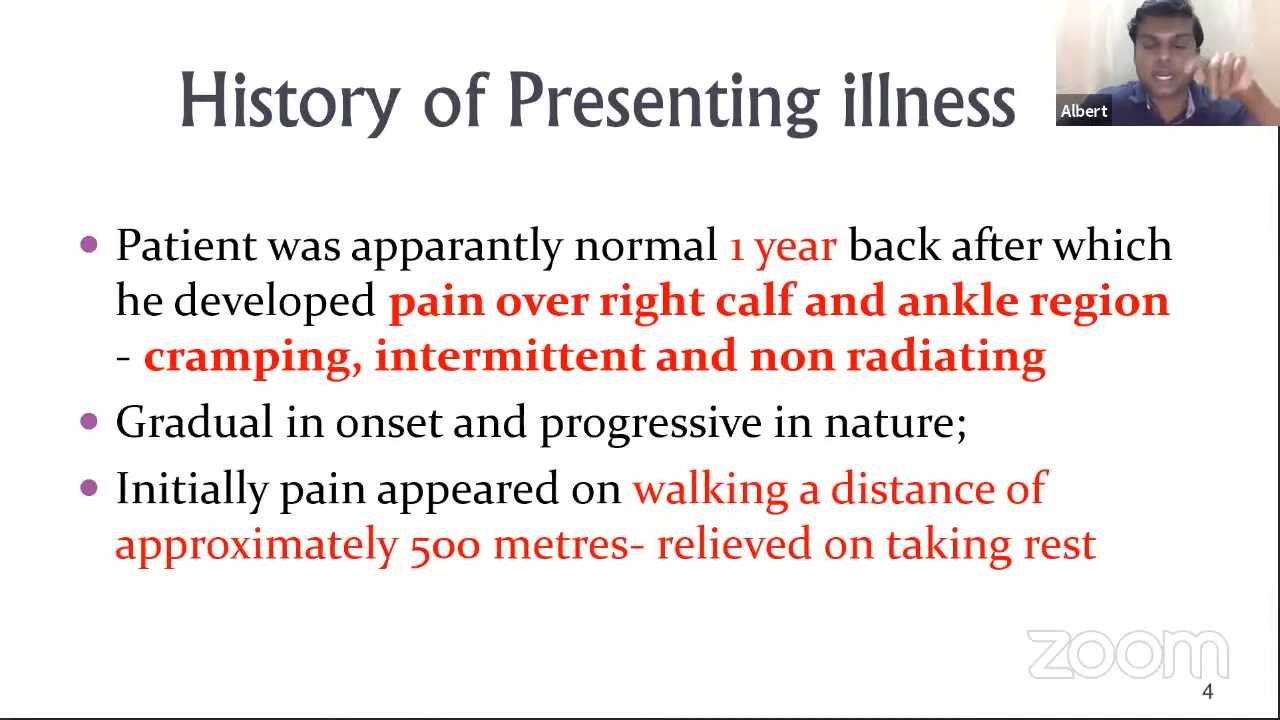 History of Presenting illness
Albert
• Patient was apparantly normal 1 year back after which
he developed pain over right calf and ankle region
- cramping, intermittent and non radiating
• Gradual in onset and progressive in nature;
• Initially pain appeared on walking a distance of
approximately 500 metres- relieved on taking rest
zoom
4